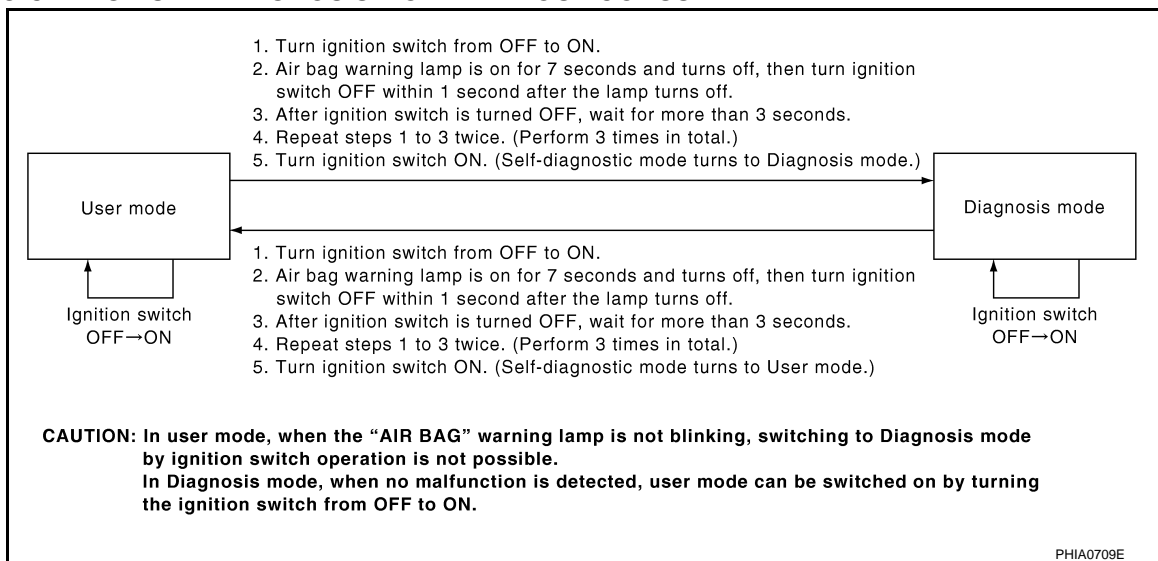 1. Turn ignition switch from OFF to ON.
2. Air bag warning lamp is on for 7 seconds and turns off, then turn ignition
switch OFF within 1 second after the lamp turns off.
3. After ignition switch is turned OFF, wait for more than 3 seconds.
4. Repeat steps 1 to 3 twice. (Perform 3 times in total.)
5. Turn ignition switch ON. (Self-diagnostic mode turns to Diagnosis mode.)
User mode
Diagnosis mode
1. Turn ignition switch from OFF to ON.
2. Air bag warning lamp is on for 7 seconds and turns off, then turn ignition
switch OFF within 1 second after the lamp turns off.
3. After ignition switch is turned OFF, wait for more than 3 seconds.
4. Repeat steps 1 to 3 twice. (Perform 3 times in total.)
5. Turn ignition switch ON. (Self-diagnostic mode turns to User mode.)
Ignition switch
OFF→ON
Ignition switch
OFF→ON
CAUTION: In user mode, when the “AIR BAG” warning lamp is not blinking, switching to Diagnosis mode
by ignition switch operation is not possible.
In Diagnosis mode, when no malfunction is detected, user mode can be switched on by turning
the ignition switch from OFF to ON.
PHIA0709E